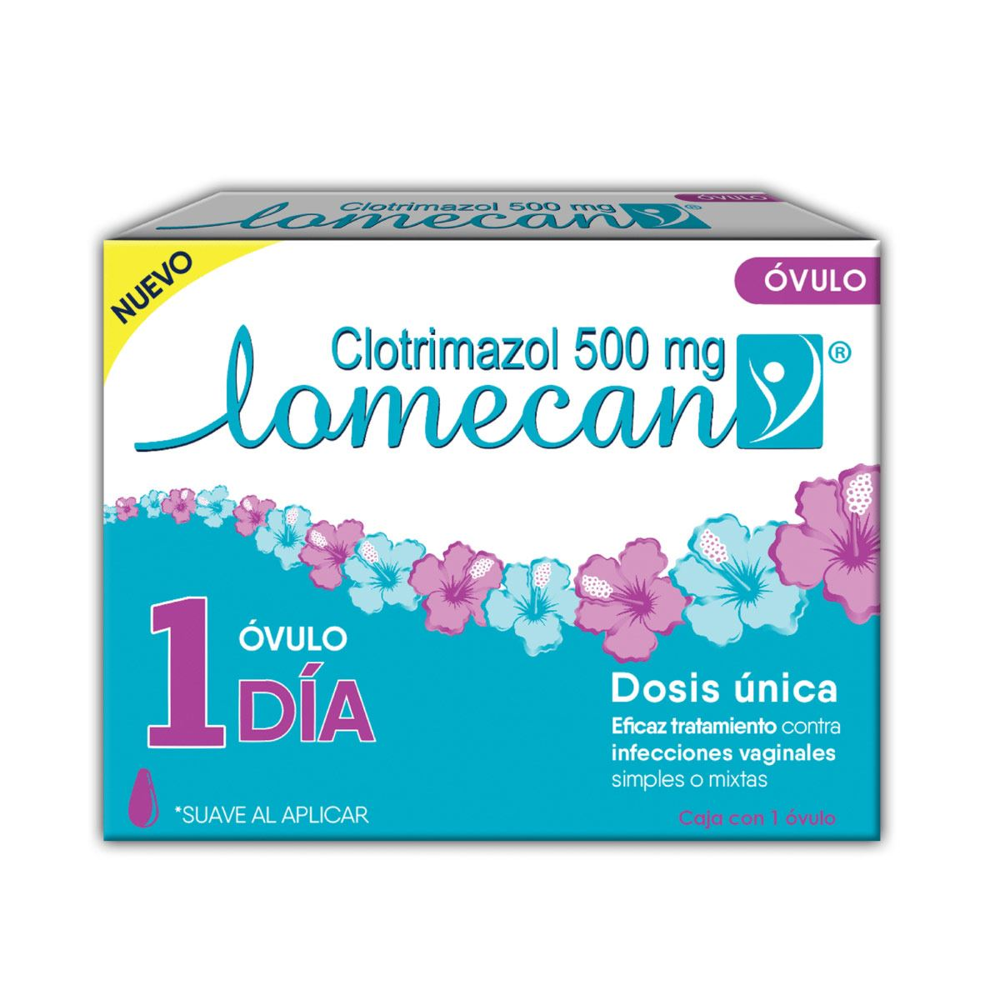 ÓVULO
Clotrimazol 500 mg
lomecan®
NUEVO
ÓVULO
Clotrimazol 500 mg
lomecan®
1 ÓVULO
DÍA
Dosis única
Eficaz tratamiento contra
infecciones vaginales
simples o mixtas
*SUAVE AL APLICAR
Caja con 1 óvulo